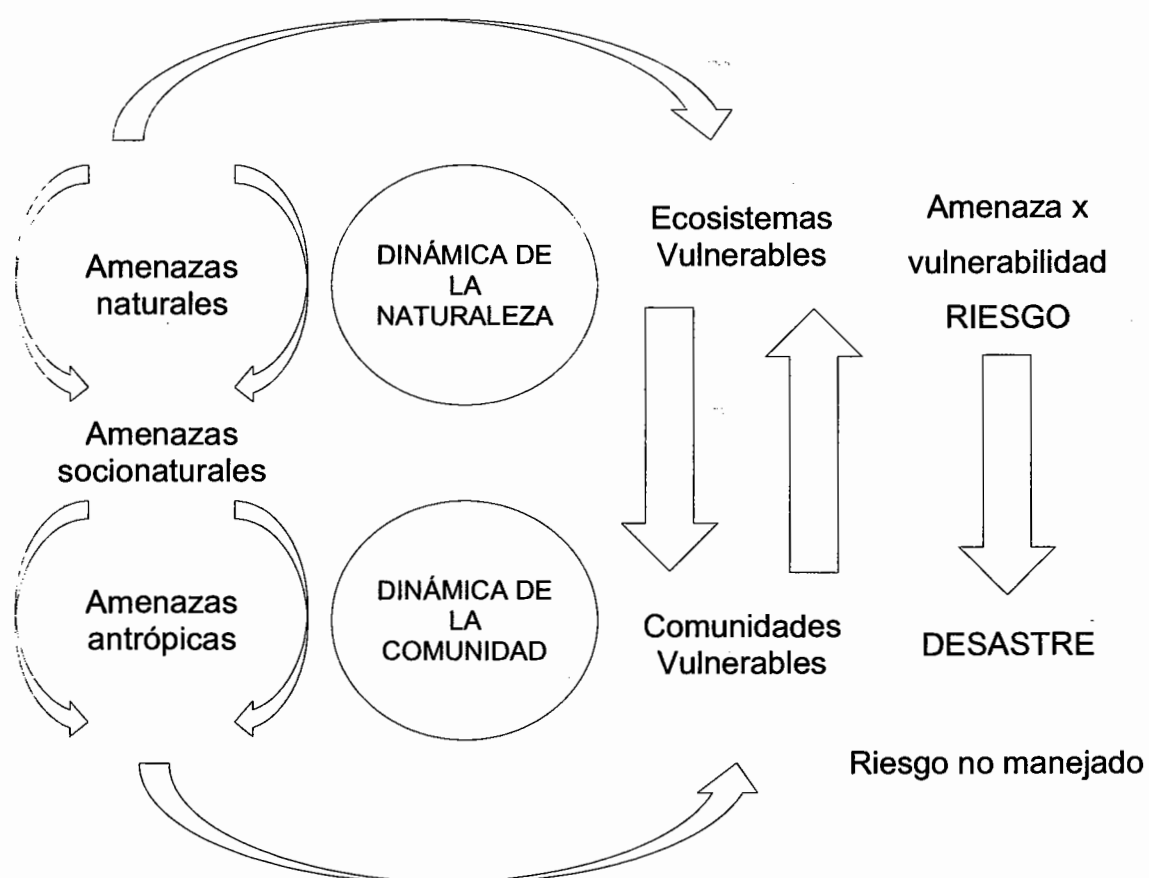 Amenazas
naturales
DINÁMICA DE
LA
NATURALEZA
Ecosistemas
Vulnerables
Amenaza x
vulnerabilidad
RIESGO
Amenazas
socionaturales
Amenazas
antrópicas
DINÁMICA DE
LA
COMUNIDAD
Comunidades
Vulnerables
DESASTRE
Riesgo no manejado